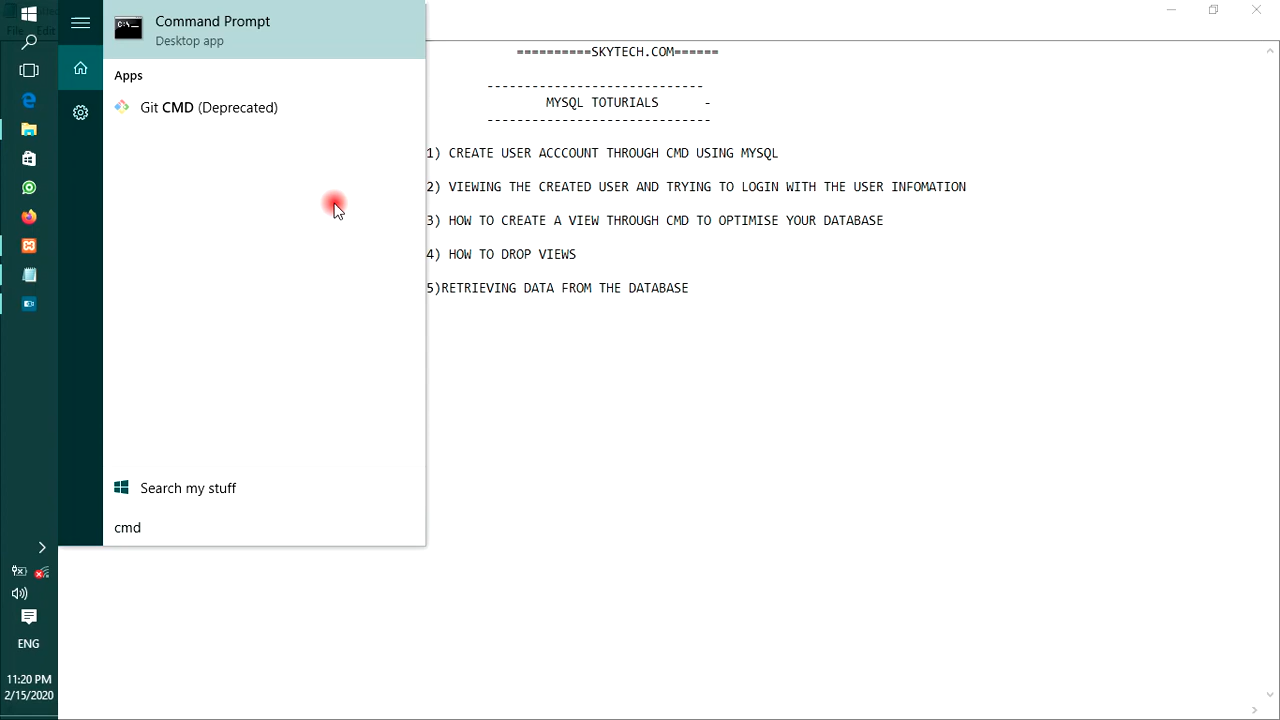 Command Prompt
Desktop app
Apps
Git CMD (Deprecated)
Search my stuff
cmd
ENG
11:20 PM
2/15/2020
==========SKYTECH.COM======
-----------------------------
MYSQL TOTURIALS -
------------------------------
1) CREATE USER ACCCOUNT THROUGH CMD USING MYSQL
2) VIEWING THE CREATED USER AND TRYING TO LOGIN WITH THE USER INFOMATION
3) HOW TO CREATE A VIEW THROUGH CMD TO OPTIMISE YOUR DATABASE
4) HOW TO DROP VIEWS
5)RETRIEVING DATA FROM THE DATABASE